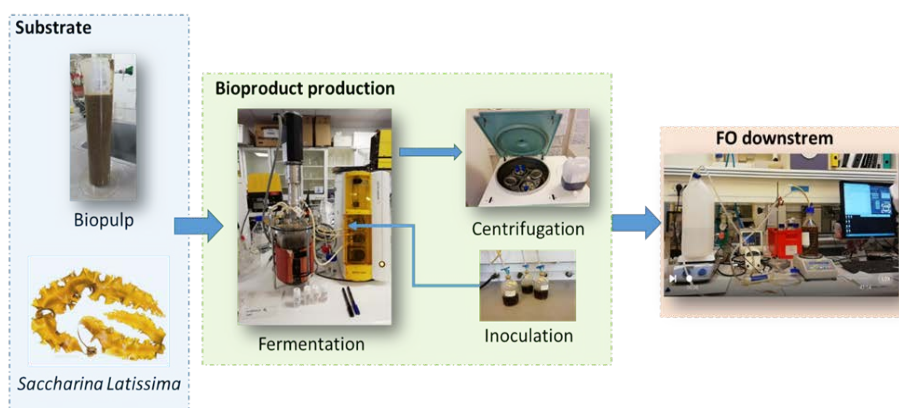 Substrate
Biopulp
Saccharina Latissima
Bioproduct production
Fermentation
Centrifugation
Inoculation
FO downstrem